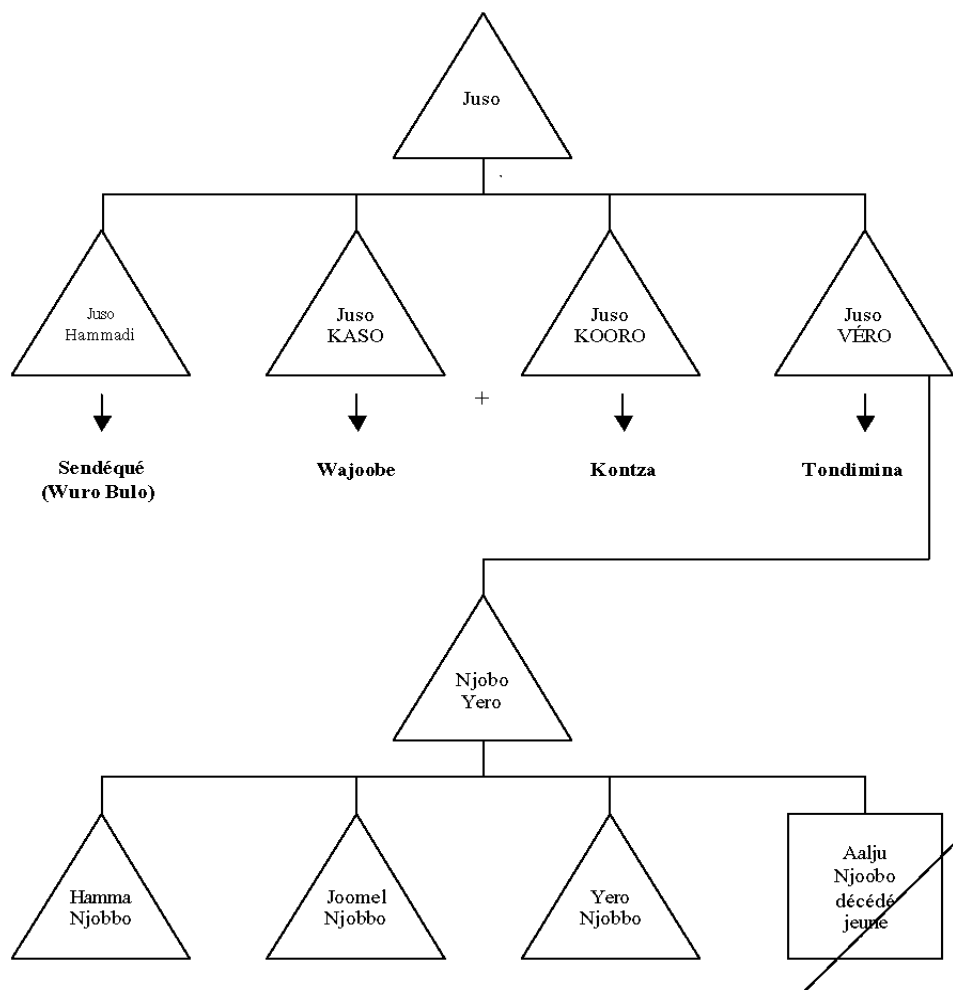 Juso
Juso
Hammadi
Juso
KASO
Juso
KOORO
Juso
VÉRO
+
Sendéqué
(Wuro Bulo)
Wajoobe
Kontza
Tondimina
Njobo
Yero
Hamma
Njobbo
Joomel
Njobbo
Yero
Njobbo
Aalju
Njoobo
décédé
jeune